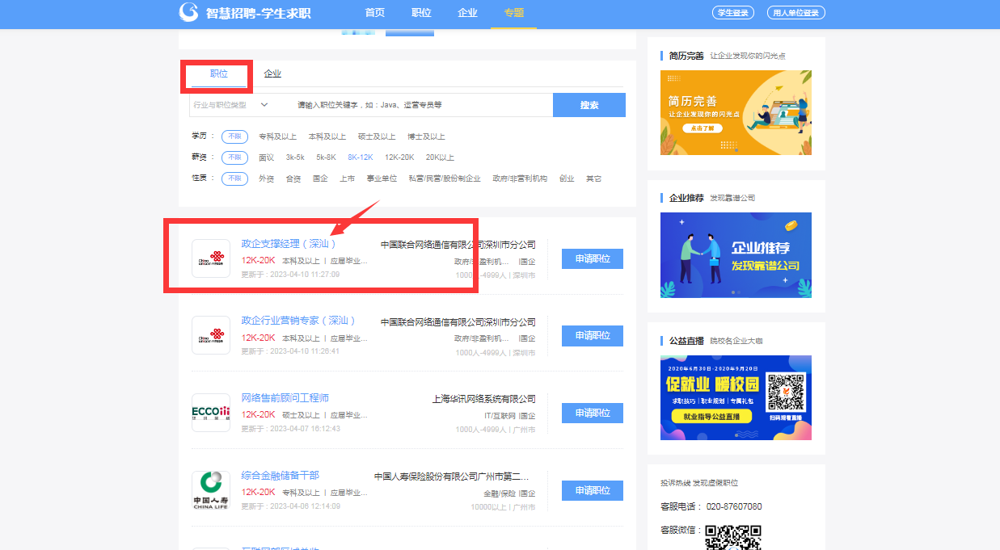 智慧招聘-学生求职 首页 职位 企业 专题 学生登录 用人单位登录
职位 企业
行业与职位类型 请输入职位关键字，如：Java、运营专员等 搜索
学历： 不限 专科及以上 本科及以上 硕士及以上 博士及以上
薪资： 不限 面议 3k-5k 5k-8K 8K-12K 12K-20K 20K以上
性质： 不限 外资 合资 国企 上市 事业单位 私营/民营/股份制企业 政府/非营利机构 创业 其它
政企支撑经理（深汕） 中国联合网络通信有限公司深圳市分公司
12K-20K 本科及以上 | 应届毕业... 政府/非盈利机... |国企
更新于：2023-04-10 11:27:09 1000人-4999人 | 深圳市
申请职位
政企行业营销专家（深汕） 中国联合网络通信有限公司深圳市分公司
12K-20K 本科及以上 | 应届毕业... 政府/非盈利机... |国企
更新于：2023-04-10 11:26:41 1000人-4999人 | 深圳市
申请职位
ECCOM
网络售前顾问工程师 上海华讯网络系统有限公司
12K-20K 硕士及以上 | 应届毕业... IT/互联网 |国企
更新于：2023-04-07 16:12:43 1000人-4999人 | 广州市
申请职位
中国人寿
CHINA LIFE
综合金融储备干部 中国人寿保险股份有限公司广州市第二...
12K-20K 专科及以上 | 应届毕业... 金融/保险 |国企
更新于：2023-04-06 12:14:09 10000以上 | 广州市
申请职位
简历完善 让企业发现你的闪光点
简历完善
让企业发现你的闪光点
点击了解
企业推荐 发现靠谱公司
企业推荐
发现靠谱公司
公益直播 院校名企业大咖
2020年6月30日-2020年9月20日
促就业 暖校园
求职技巧 | 职业规划 | 专属礼包
就业指导公益直播
扫码观看直播
投诉热线 发现虚假职位
客服电话： 020-87607080
客服微信：